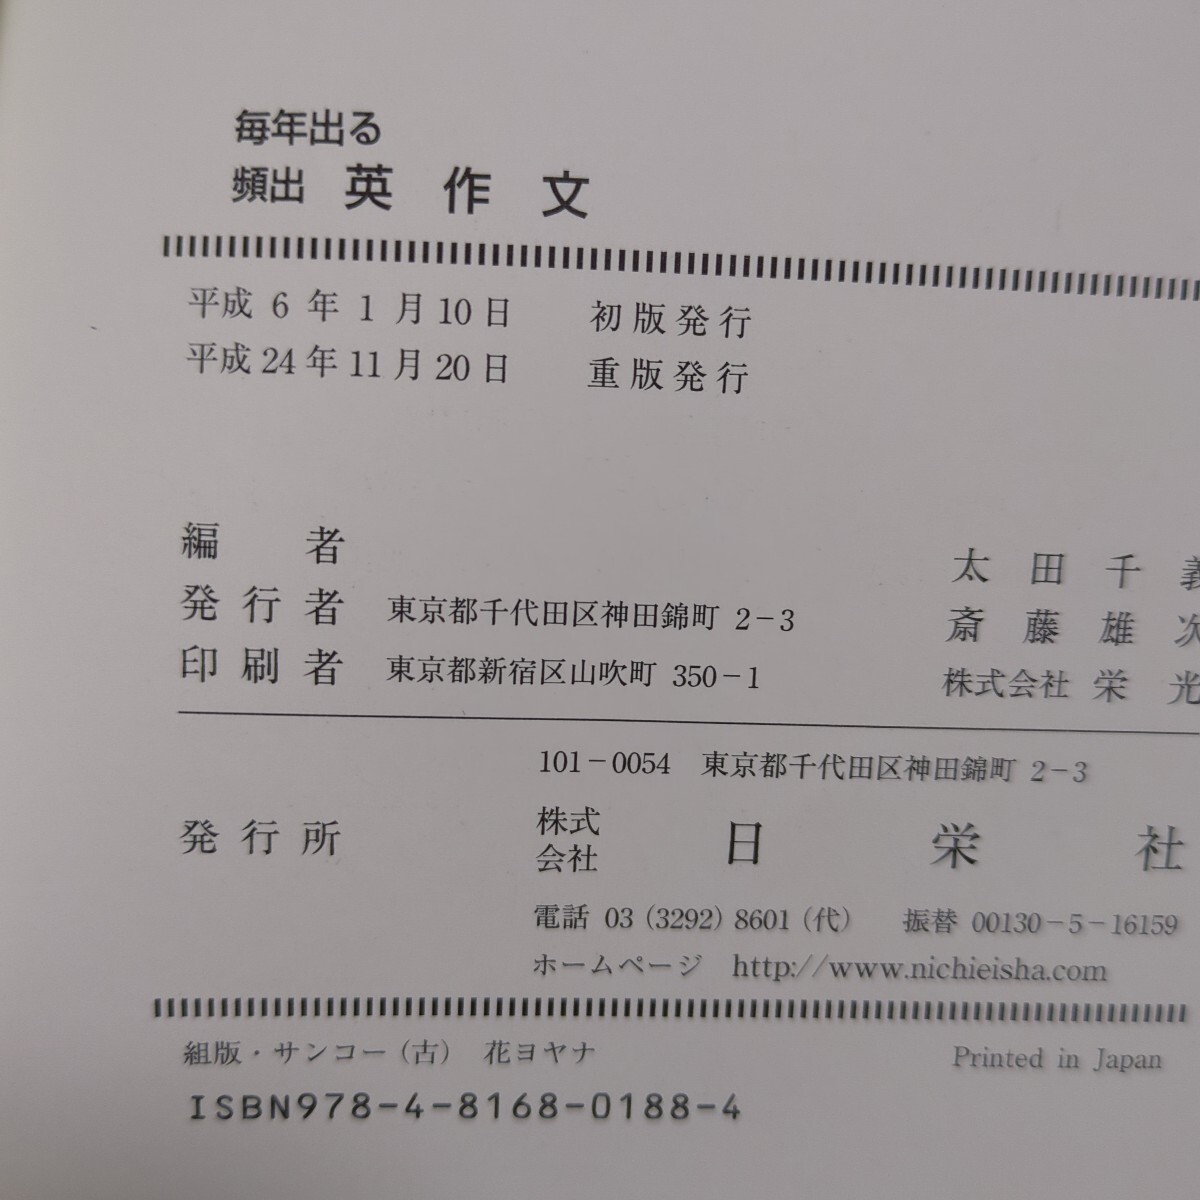 毎年出る
頻出 英作文
平成 6 年 1 月 10 日 初版発行
平成 24 年 11 月 20 日 重版発行
編者 太田千義
発行者 東京都千代田区神田錦町 2−3 斎藤雄次
印刷者 東京都新宿区山吹町 350−1 株式会社 栄光
101−0054 東京都千代田区神田錦町 2−3
発行所 株式会社 日栄社
電話 03 (3292) 8601 (代) 振替 00130−5−16159
ホームページ http://www.nichieisha.com
組版・サンコー (古) 花ヨヤナ Printed in Japan
ISBN978-4-8168-0188-4